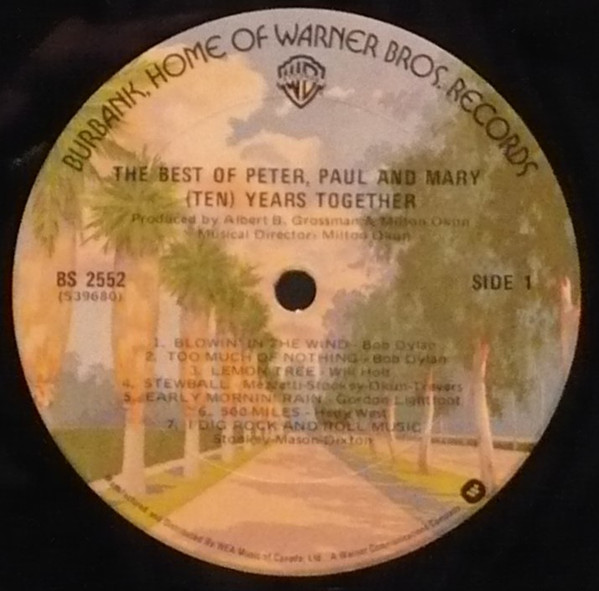 BURBANK, HOME OF WARNER BROS. RECORDS
THE BEST OF PETER, PAUL AND MARY
(TEN) YEARS TOGETHER
Produced by Albert B. Grossman & Milton Okun
Musical Director: Milton Okun
BS 2552
(S39680)
SIDE 1
1. BLOWIN' IN THE WIND - Bob Dylan
2. TOO MUCH OF NOTHING - Bob Dylan
3. LEMON TREE - Will Holt
4. STEWBALL - Mezzetti-Stookey-Okun-Travers
5. EARLY MORNIN' RAIN - Gordon Lightfoot
6. 500 MILES - Hedy West
7. I DIG ROCK AND ROLL MUSIC
Stookey-Mason-Dixton
Manufactured and Distributed By WEA Music of Canada, Ltd. A Warner Communications Company